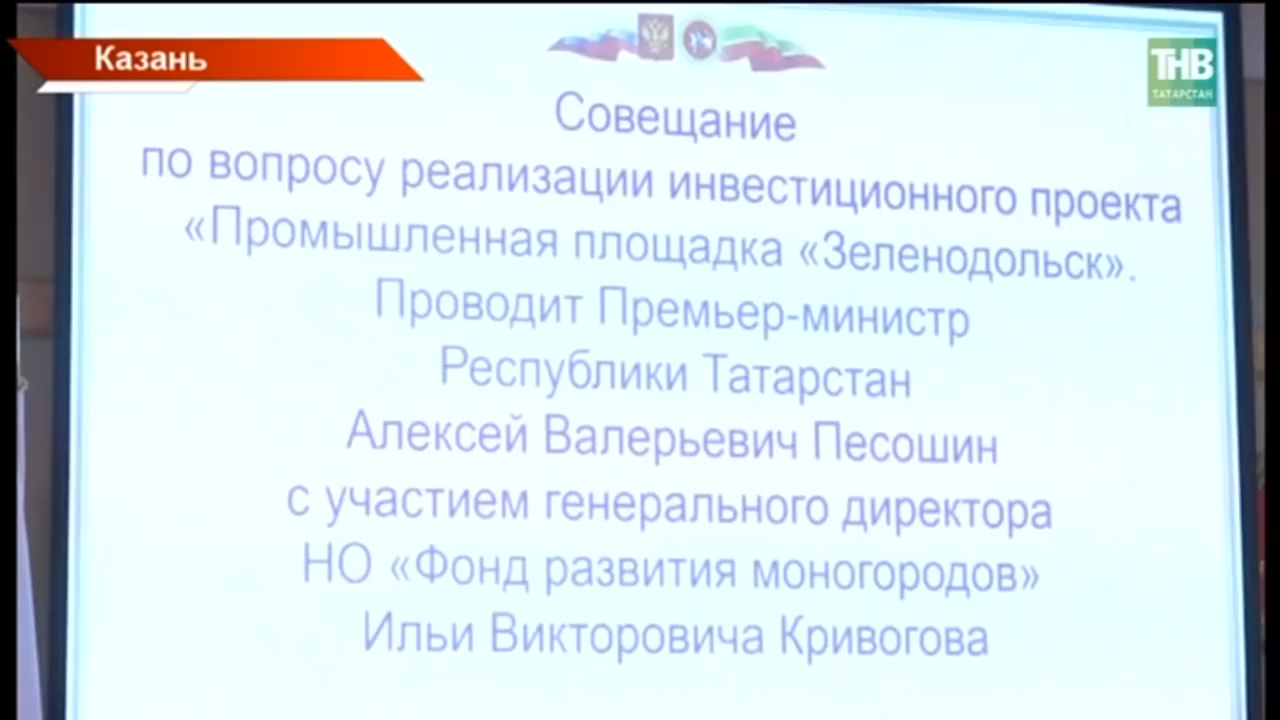 Казань
ТНВ
ТАТАРСТАН
Совещание
по вопросу реализации инвестиционного проекта
«Промышленная площадка «Зеленодольск».
Проводит Премьер-министр
Республики Татарстан
Алексей Валерьевич Песошин
с участием генерального директора
НО «Фонд развития моногородов»
Ильи Викторовича Кривогова